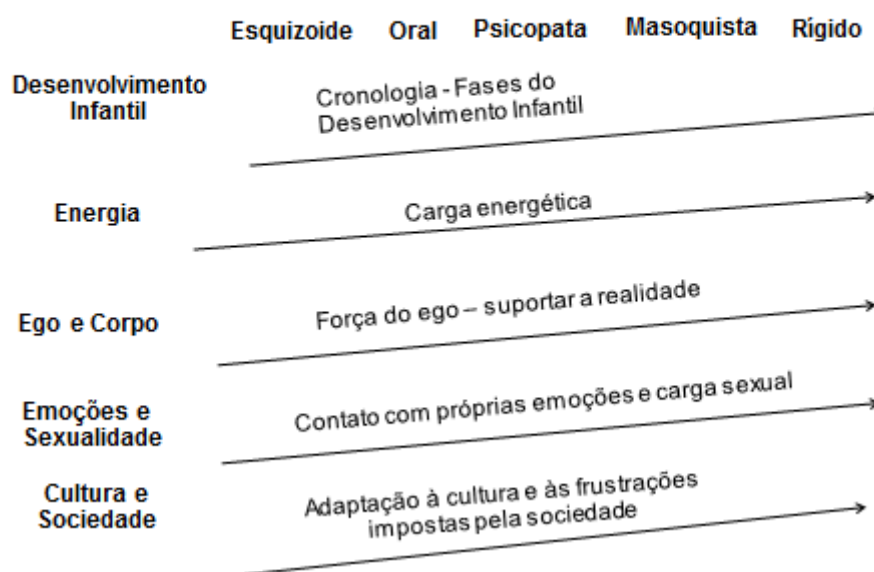 Esquizoide Oral Psicopata Masoquista Rígido
Desenvolvimento
Infantil
Cronologia - Fases do
Desenvolvimento Infantil
Energia
Carga energética
Ego e Corpo
Força do ego – suportar a realidade
Emoções e
Sexualidade
Contato com próprias emoções e carga sexual
Cultura e
Sociedade
Adaptação à cultura e às frustrações
impostas pela sociedade